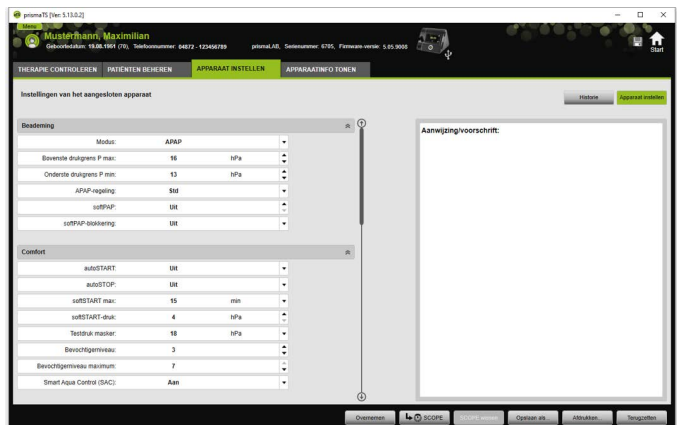 prismaTS [Ver: 5.13.0.2]
Menu
Mustermann, Maximilian
Geboortedatum: 19.08.1961 (70), Telefoonnummer: 04872 - 123456789 prismaLAB, Serienummer: 6705, Firmware-versie: 5.05.9008
Start
THERAPIE CONTROLEREN PATIËNTEN BEHEREN APPARAAT INSTELLEN APPARAATINFO TONEN
Instellingen van het aangesloten apparaat
Historie Apparaat instellen
Beademing
Modus: APAP
Bovenste drukgrens P max: 16 hPa
Onderste drukgrens P min: 13 hPa
APAP-regeling: Std
softPAP: Uit
softPAP-blokkering: Uit
Comfort
autoSTART: Uit
autoSTOP: Uit
softSTART max: 15 min
softSTART-druk: 4 hPa
Testdruk masker: 18 hPa
Bevochtigerniveau: 3
Bevochtigerniveau maximum: 7
Smart Aqua Control (SAC): Aan
Aanwijzing/voorschrift:
Overnemen SCOPE SCOPE wissen Opslaan als... Afdrukken... Terugzetten